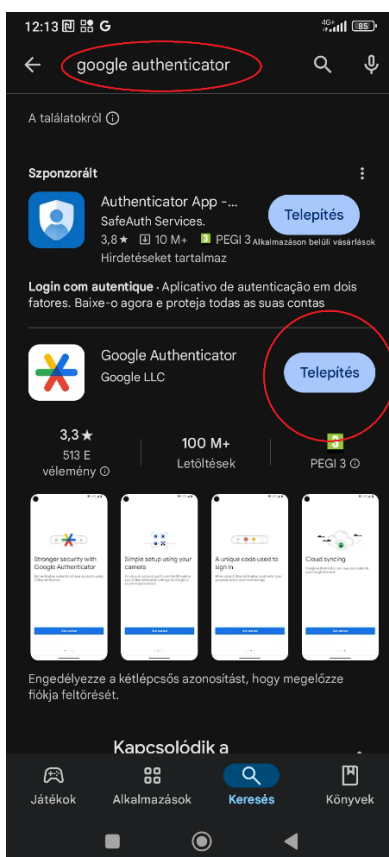 12:13 G 4G+ 85
google authenticator
A találatokról
Szponzorált
Authenticator App -...
SafeAuth Services.
3,8★ 10 M+ 3 PEGI 3 Alkalmazáson belüli vásárlások
Hirdetéseket tartalmaz
Telepítés
Login com autentique · Aplicativo de autenticação em dois
fatores. Baixe-o agora e proteja todas as suas contas
Google Authenticator
Google LLC
Telepítés
3,3★
513 E
vélemény
100 M+
Letöltések
3
PEGI 3
Stronger security with
Google Authenticator
Simple setup using your
camera
A unique code used to
sign in
Cloud syncing
Engedélyezze a kétlépcsős azonosítást, hogy megelőzze
fiókja feltörését.
Kapcsolódik a
Játékok
Alkalmazások
Keresés
Könyvek